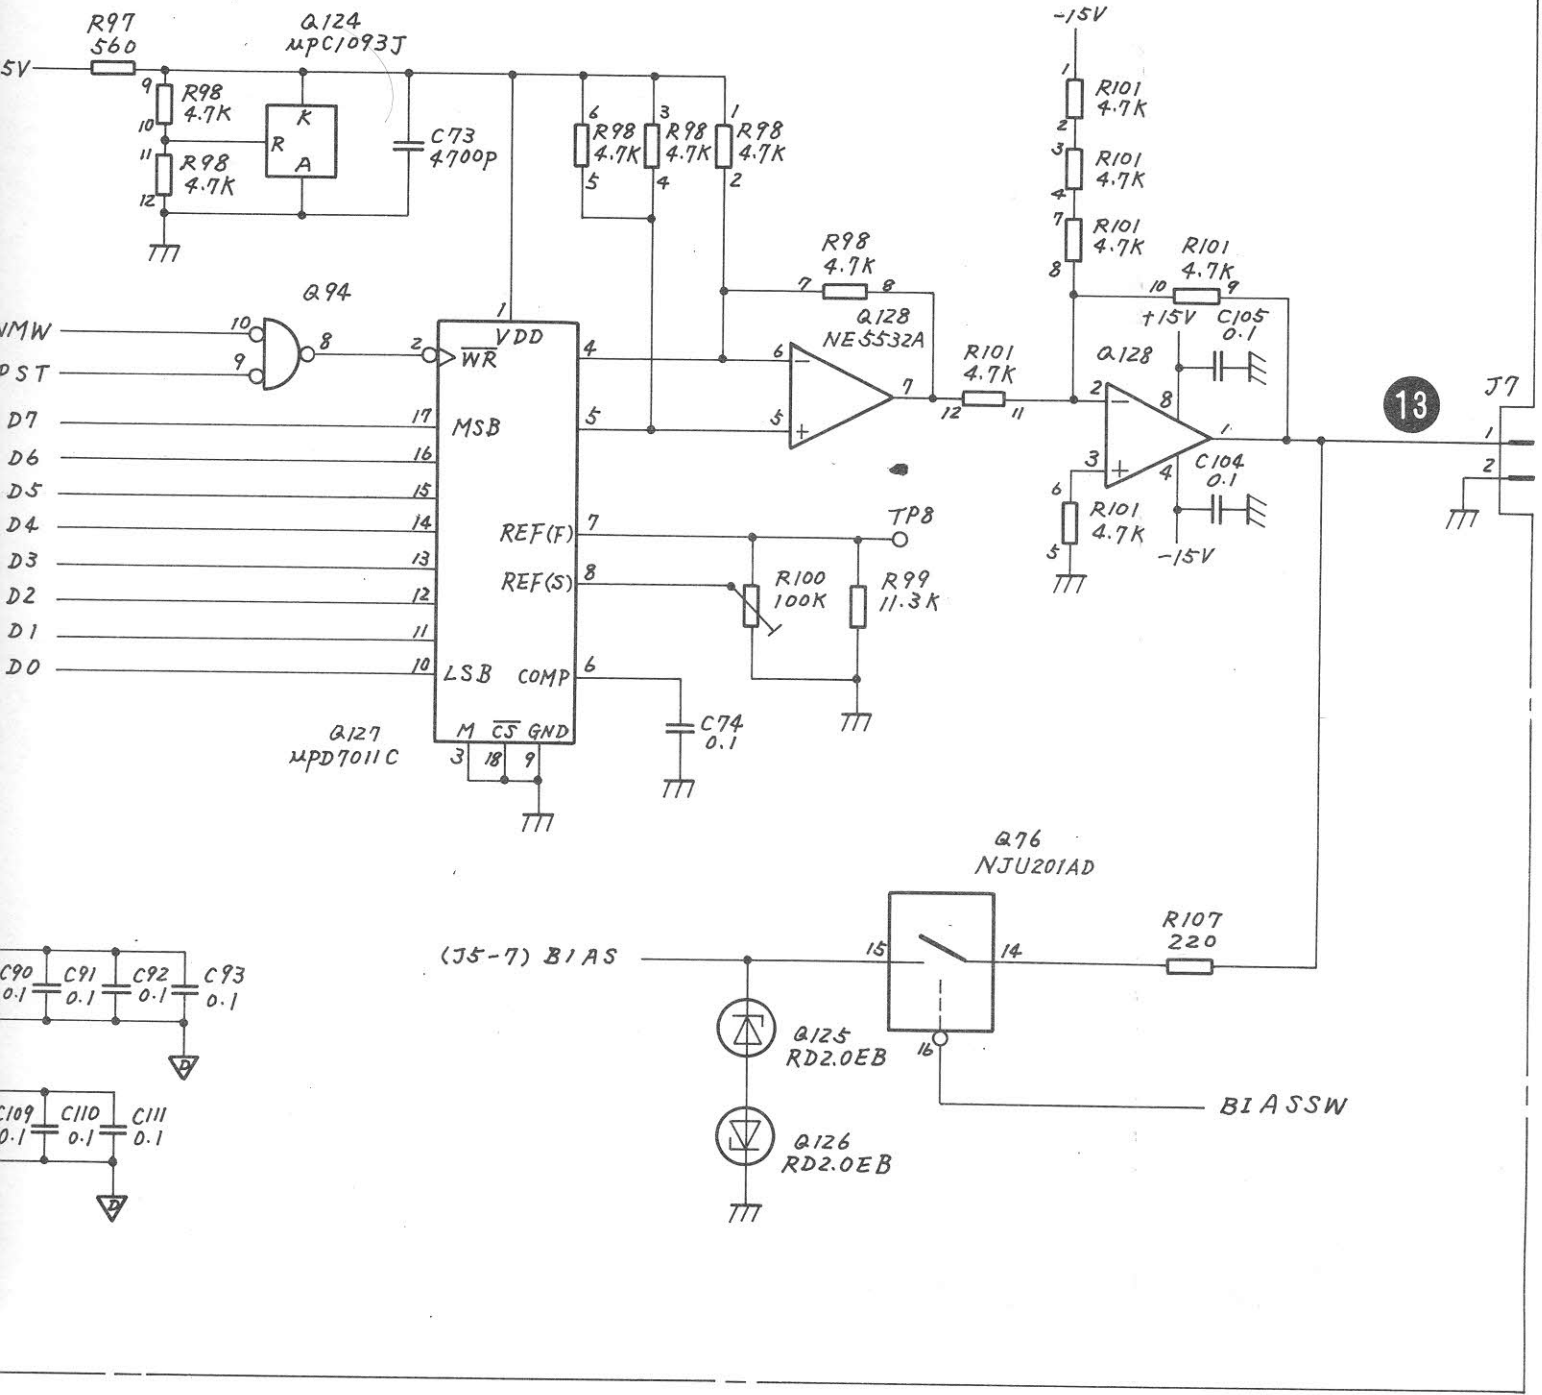 R97
560
Q124
μPC1093J
-15V
5V
9
R98
4.7K
10
K
R
A
11
R98
4.7K
12
C73
4700P
6
R98
4.7K
5
3
R98
4.7K
4
1
R98
4.7K
2
1
R101
4.7K
2
3
R101
4.7K
4
7
R101
4.7K
8
R98
4.7K
7
8
R101
4.7K
10
9
Q94
+15V
C105
0.1
Q128
NE5532A
10
9
8
2
1
VDD
WR
4
6
-
7
5
5
+
R101
4.7K
12
11
Q128
2
-
8
1
3
+
4
C104
0.1
-15V
6
R101
4.7K
5
13
J7
1
2
PST
D7
17
MSB
D6
16
D5
15
D4
14
D3
13
D2
12
D1
11
D0
10
LSB
REF(F)
7
TP8
REF(S)
8
R100
100K
R99
11.3K
COMP
6
C74
0.1
Q127
μPD7011C
M
CS
GND
3
18
9
Q76
NJU201AD
(J5-7) BIAS
15
14
16
R107
220
C90
0.1
C91
0.1
C92
0.1
C93
0.1
D
Q125
RD2.0EB
BIASSW
C109
0.1
C110
0.1
C111
0.1
D
Q126
RD2.0EB